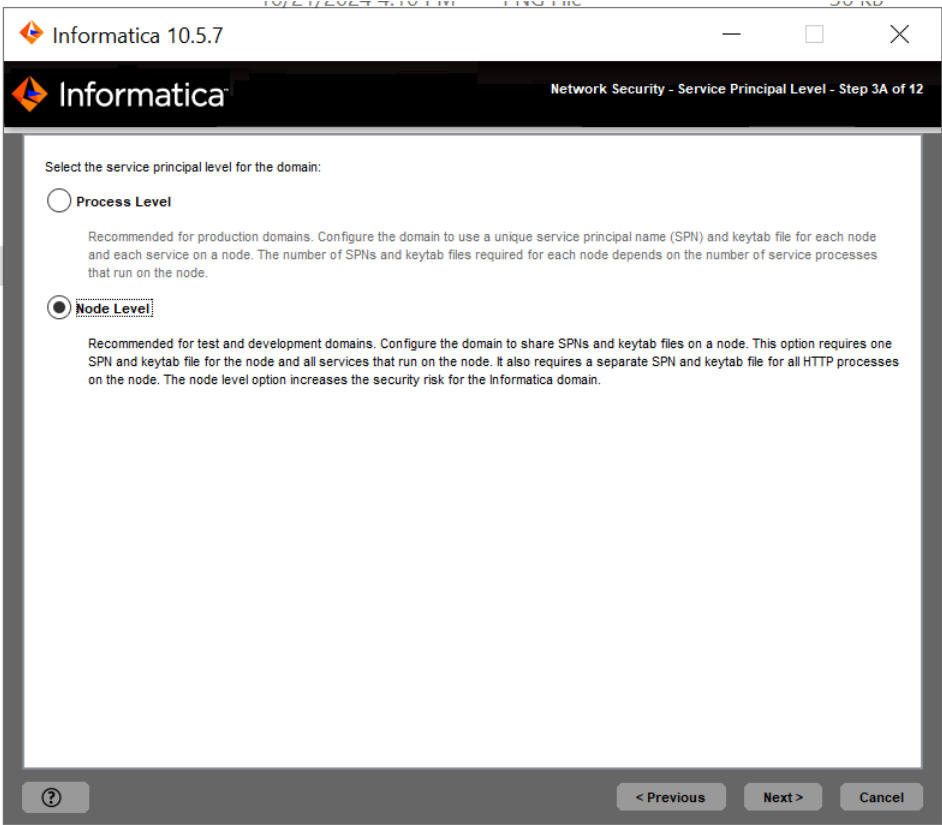 Informatica 10.5.7
Informatica
Network Security - Service Principal Level - Step 3A of 12
Select the service principal level for the domain:
Process Level
Recommended for production domains. Configure the domain to use a unique service principal name (SPN) and keytab file for each node
and each service on a node. The number of SPNs and keytab files required for each node depends on the number of service processes
that run on the node.
Node Level
Recommended for test and development domains. Configure the domain to share SPNs and keytab files on a node. This option requires one
SPN and keytab file for the node and all services that run on the node. It also requires a separate SPN and keytab file for all HTTP processes
on the node. The node level option increases the security risk for the Informatica domain.
< Previous
Next >
Cancel